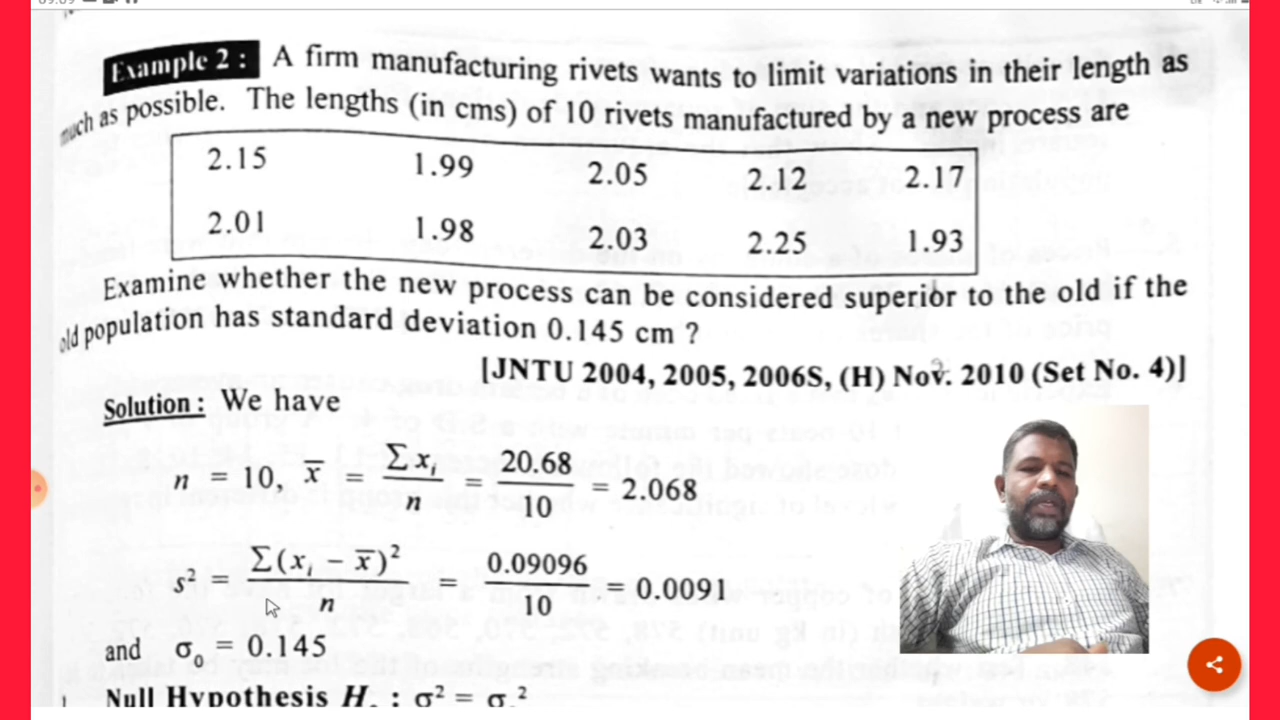 Example 2 : A firm manufacturing rivets wants to limit variations in their length as
much as possible. The lengths (in cms) of 10 rivets manufactured by a new process are
2.15 1.99 2.05 2.12 2.17
2.01 1.98 2.03 2.25 1.93
Examine whether the new process can be considered superior to the old if the
old population has standard deviation 0.145 cm ?
[JNTU 2004, 2005, 2006S, (H) Nov. 2010 (Set No. 4)]
Solution : We have
n = 10, x̅ = Σxᵢ / n = 20.68 / 10 = 2.068
s² = Σ(xᵢ − x̅)² / n = 0.09096 / 10 = 0.0091
and σ₀ = 0.145
Null Hypothesis H : σ² = σ ²